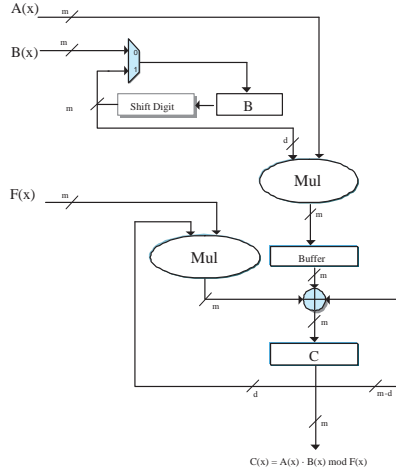 A(x)
m
B(x)
m
0
1
m
Shift Digit
B
d
Mul
F(x)
m
m
Mul
Buffer
m
m
m
C
d
m-d
m
C(x) = A(x) · B(x) mod F(x)